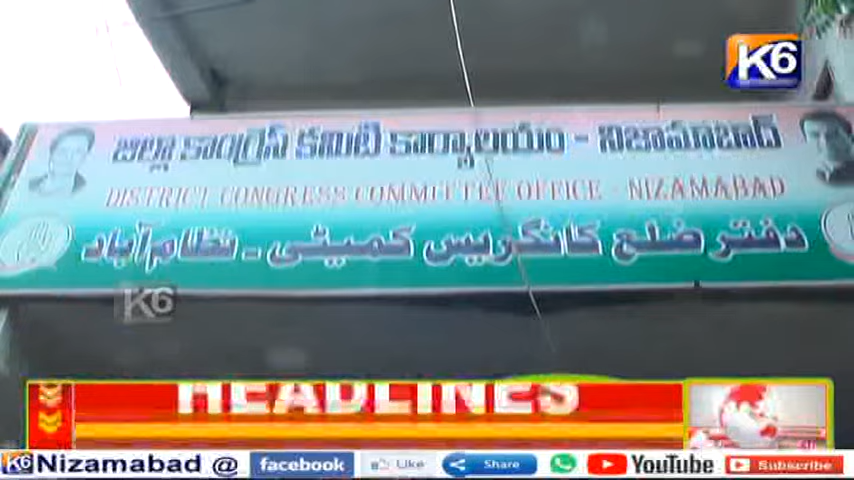 K6
జిల్లా కాంగ్రెస్ కమిటీ కార్యాలయం - నిజామాబాద్
DISTRICT CONGRESS COMMITTEE OFFICE - NIZAMABAD
دفتر ضلع کانگریس کمیٹی ۔ نظام آباد
K6
HEADLINES
K6 Nizamabad @ facebook Like Share YouTube Subscribe